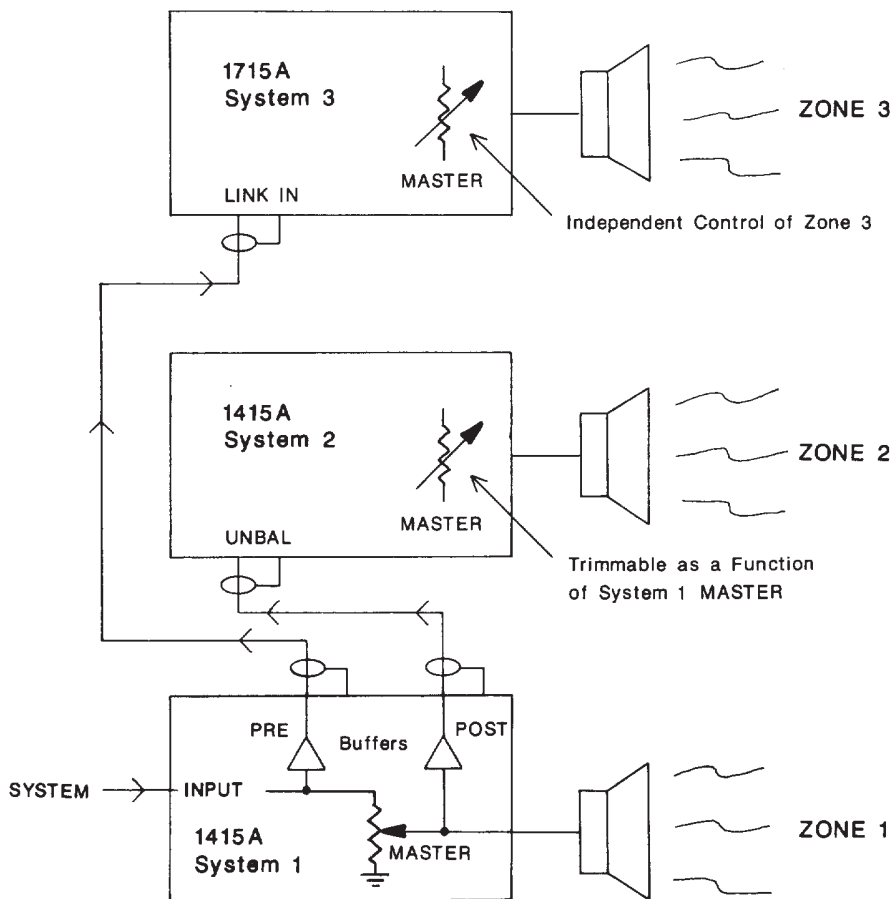 1715A
System 3
MASTER
LINK IN
ZONE 3
Independent Control of Zone 3
1415A
System 2
MASTER
UNBAL
ZONE 2
Trimmable as a Function
of System 1 MASTER
PRE
Buffers
POST
SYSTEM
INPUT
MASTER
1415A
System 1
ZONE 1